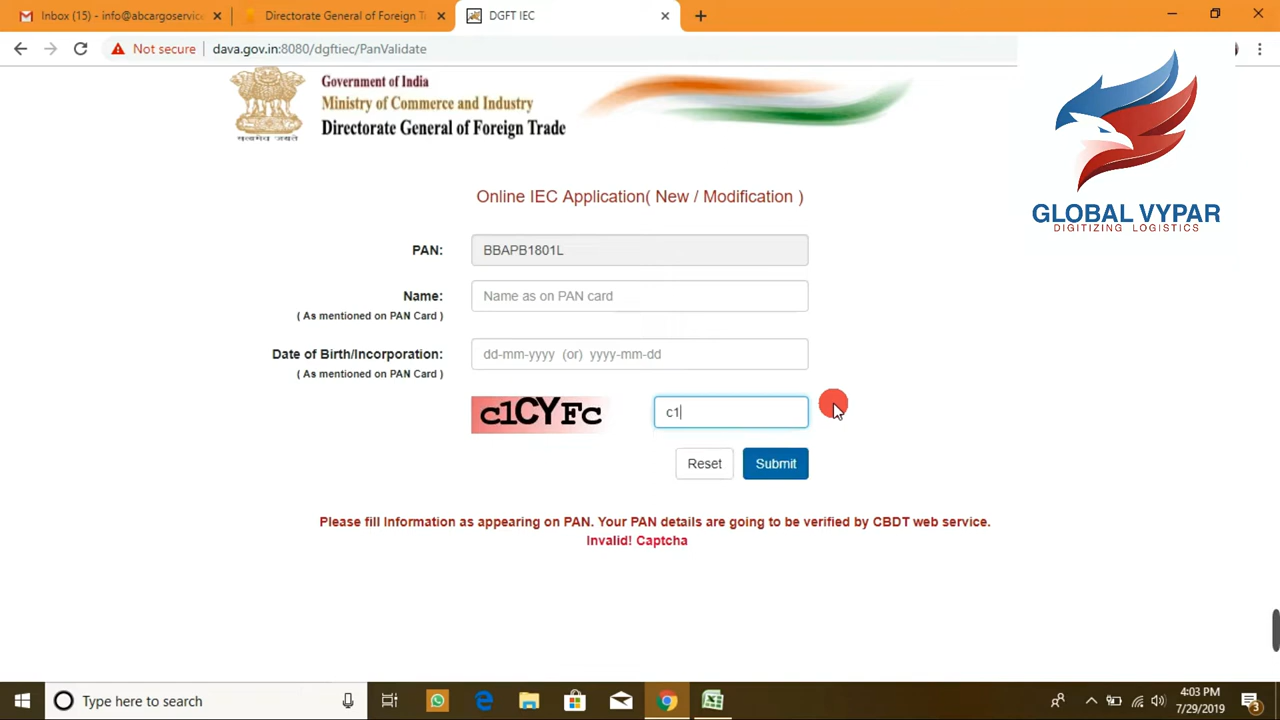 Inbox (15) - info@abcargoservice
Directorate General of Foreign T
DGFT IEC
Not secure
dava.gov.in:8080/dgftiec/PanValidate
Government of India
Ministry of Commerce and Industry
Directorate General of Foreign Trade
सत्यमेव जयते
GLOBAL VYPAR
DIGITIZING LOGISTICS
Online IEC Application( New / Modification )
PAN:
BBAPB1801L
Name:
Name as on PAN card
( As mentioned on PAN Card )
Date of Birth/Incorporation:
dd-mm-yyyy (or) yyyy-mm-dd
( As mentioned on PAN Card )
c1CYFc
c1
Reset
Submit
Please fill Information as appearing on PAN. Your PAN details are going to be verified by CBDT web service.
Invalid! Captcha
Type here to search
4:03 PM
7/29/2019
3